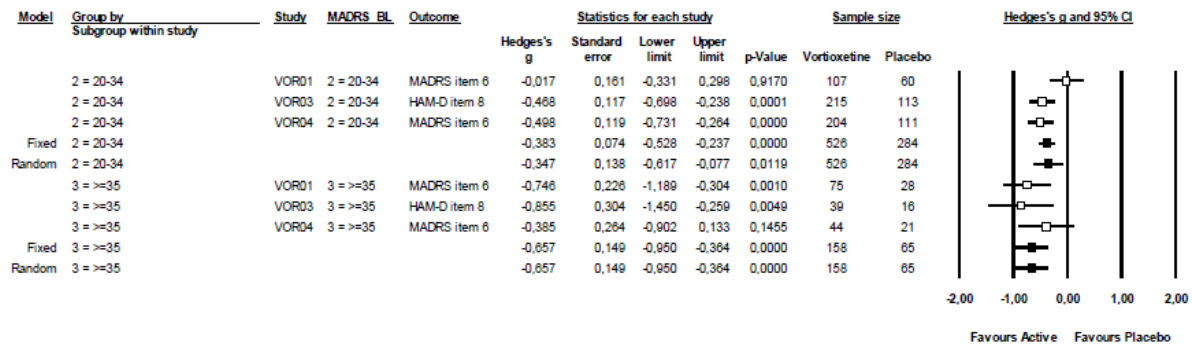 Model Group by Study MADRS_BL Outcome Statistics for each study Sample size Hedges's g and 95% CI
Subgroup within study
Hedges's Standard Lower Upper
g error limit limit p-Value Vortioxetine Placebo
2 = 20-34 VOR01 2 = 20-34 MADRS item 6 -0,017 0,161 -0,331 0,298 0,9170 107 60
2 = 20-34 VOR03 2 = 20-34 HAM-D item 8 -0,468 0,117 -0,698 -0,238 0,0001 215 113
2 = 20-34 VOR04 2 = 20-34 MADRS item 6 -0,498 0,119 -0,731 -0,264 0,0000 204 111
Fixed 2 = 20-34 -0,383 0,074 -0,528 -0,237 0,0000 526 284
Random 2 = 20-34 -0,347 0,138 -0,617 -0,077 0,0119 526 284
3 = >=35 VOR01 3 = >=35 MADRS item 6 -0,746 0,226 -1,189 -0,304 0,0010 75 28
3 = >=35 VOR03 3 = >=35 HAM-D item 8 -0,855 0,304 -1,450 -0,259 0,0049 39 16
3 = >=35 VOR04 3 = >=35 MADRS item 6 -0,385 0,264 -0,902 0,133 0,1455 44 21
Fixed 3 = >=35 -0,657 0,149 -0,950 -0,364 0,0000 158 65
Random 3 = >=35 -0,657 0,149 -0,950 -0,364 0,0000 158 65
-2,00 -1,00 0,00 1,00 2,00
Favours Active Favours Placebo